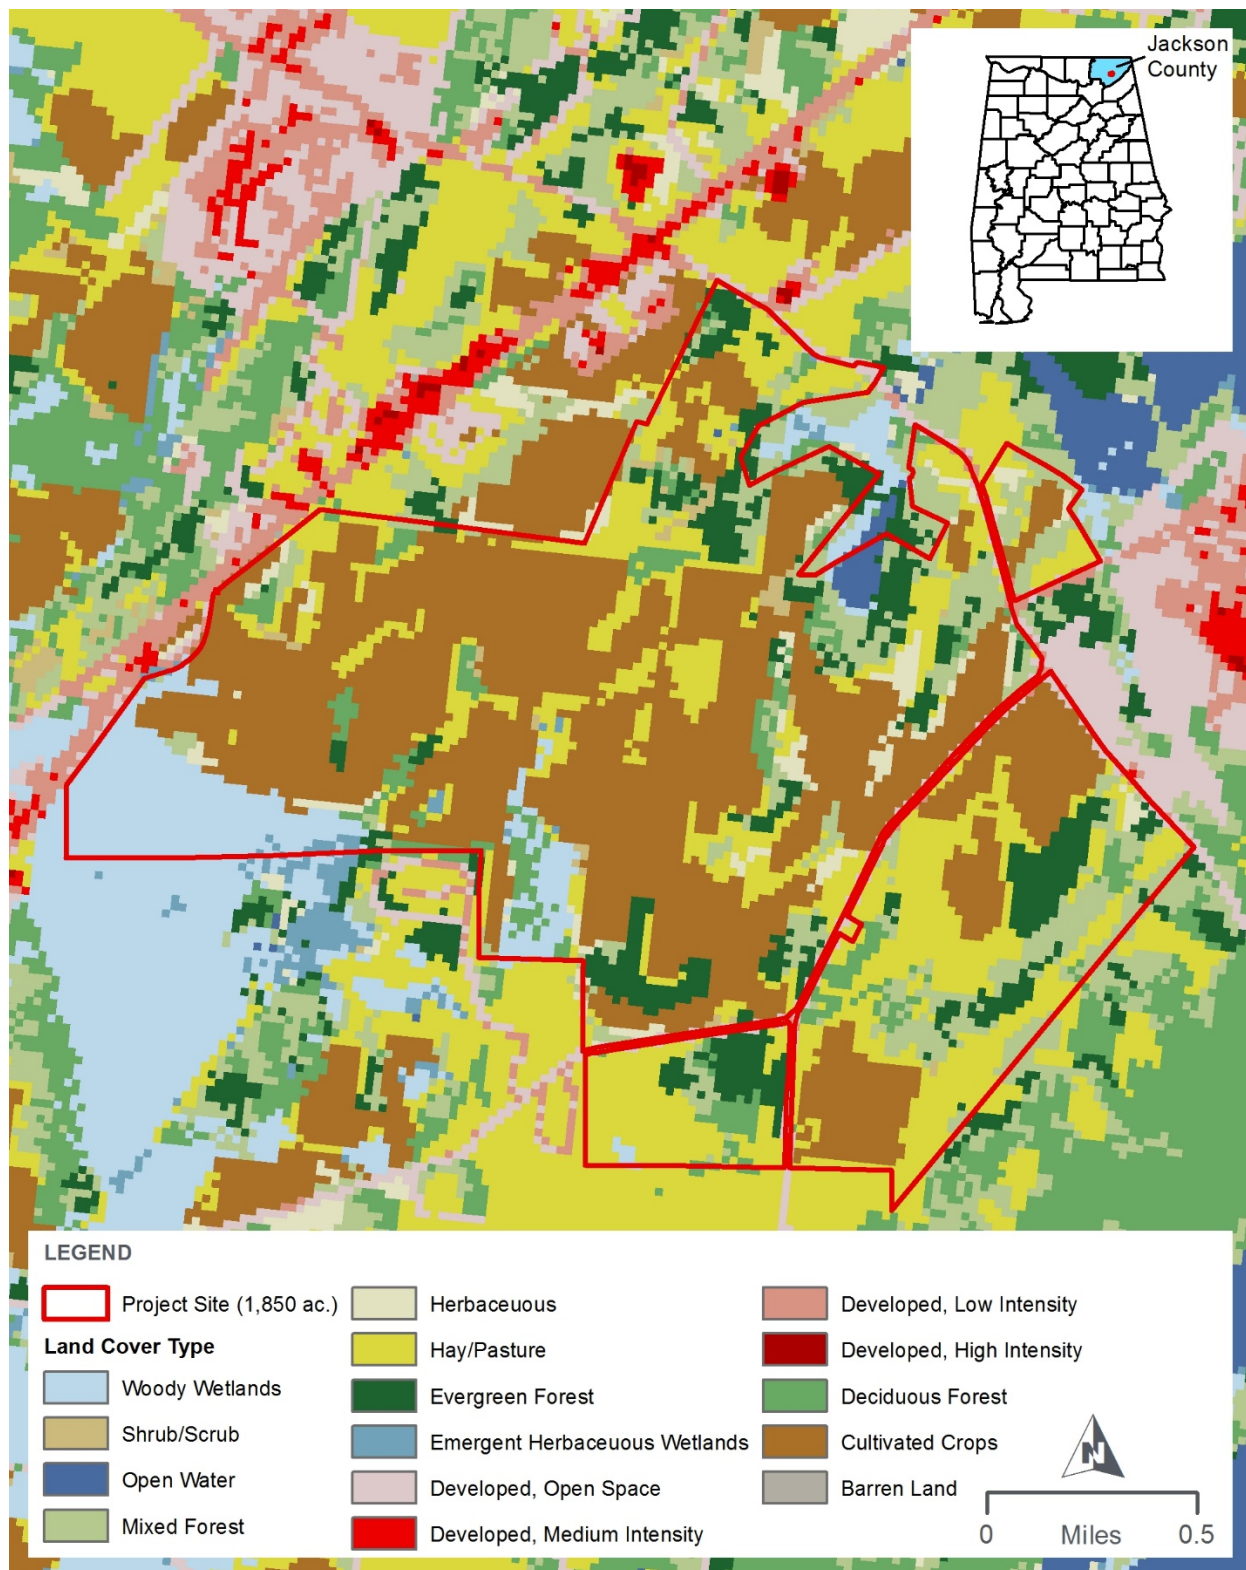 Jackson
County
LEGEND
Project Site (1,850 ac.)
Land Cover Type
Woody Wetlands
Shrub/Scrub
Open Water
Mixed Forest
Herbaceuous
Hay/Pasture
Evergreen Forest
Emergent Herbaceuous Wetlands
Developed, Open Space
Developed, Medium Intensity
Developed, Low Intensity
Developed, High Intensity
Deciduous Forest
Cultivated Crops
Barren Land
N
0 Miles 0.5